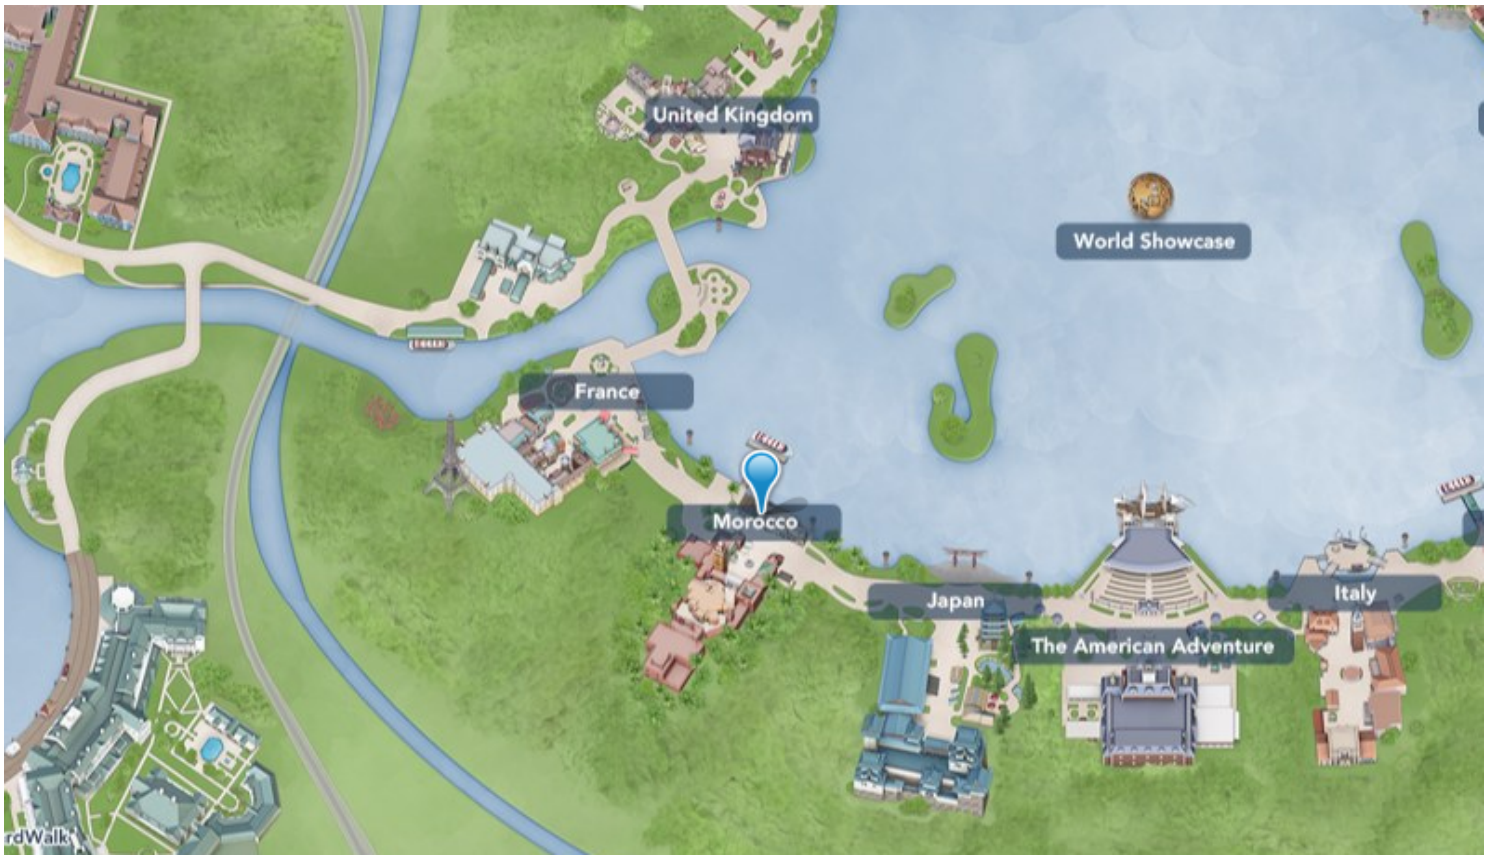 United Kingdom
World Showcase
France
Morocco
Japan
Italy
The American Adventure
rdWalk